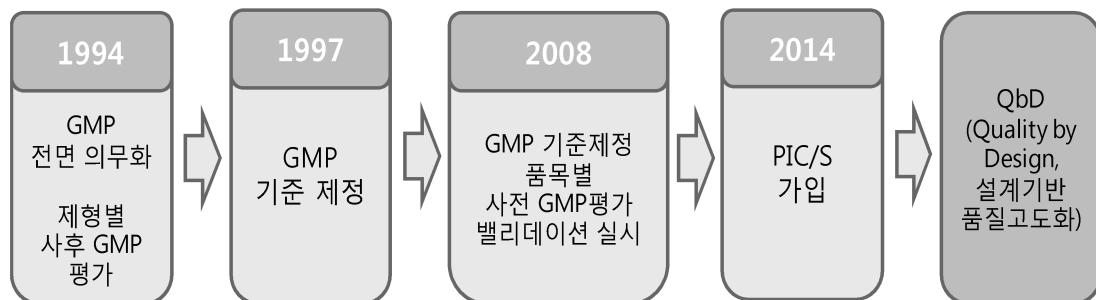 1994
GMP
전면 의무화
제형별
사후 GMP
평가
1997
GMP
기준 제정
2008
GMP 기준제정
품목별
사전 GMP평가
밸리데이션 실시
2014
PIC/S
가입
QbD
(Quality by
Design,
설계기반
품질고도화)